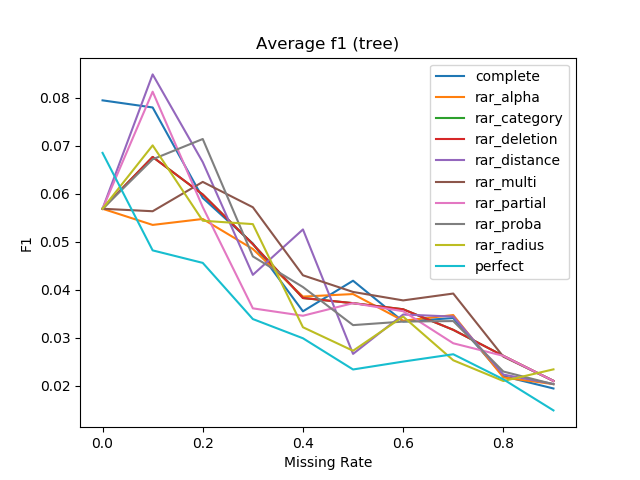 Average f1 (tree)
F1
0.08
0.07
0.06
0.05
0.04
0.03
0.02
complete
rar_alpha
rar_category
rar_deletion
rar_distance
rar_multi
rar_partial
rar_proba
rar_radius
perfect
0.0 0.2 0.4 0.6 0.8
Missing Rate